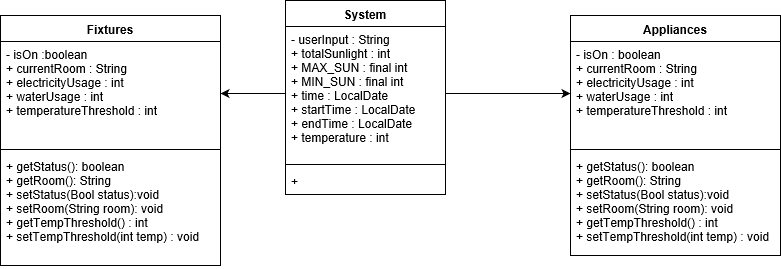 Fixtures
- isOn :boolean
+ currentRoom : String
+ electricityUsage : int
+ waterUsage : int
+ temperatureThreshold : int
+ getStatus(): boolean
+ getRoom(): String
+ setStatus(Bool status):void
+ setRoom(String room): void
+ getTempThreshold() : int
+ setTempThreshold(int temp) : void
System
- userInput : String
+ totalSunlight : int
+ MAX_SUN : final int
+ MIN_SUN : final int
+ time : LocalDate
+ startTime : LocalDate
+ endTime : LocalDate
+ temperature : int
+
Appliances
- isOn : boolean
+ currentRoom : String
+ electricityUsage : int
+ waterUsage : int
+ temperatureThreshold : int
+ getStatus(): boolean
+ getRoom(): String
+ setStatus(Bool status):void
+ setRoom(String room): void
+ getTempThreshold() : int
+ setTempThreshold(int temp) : void